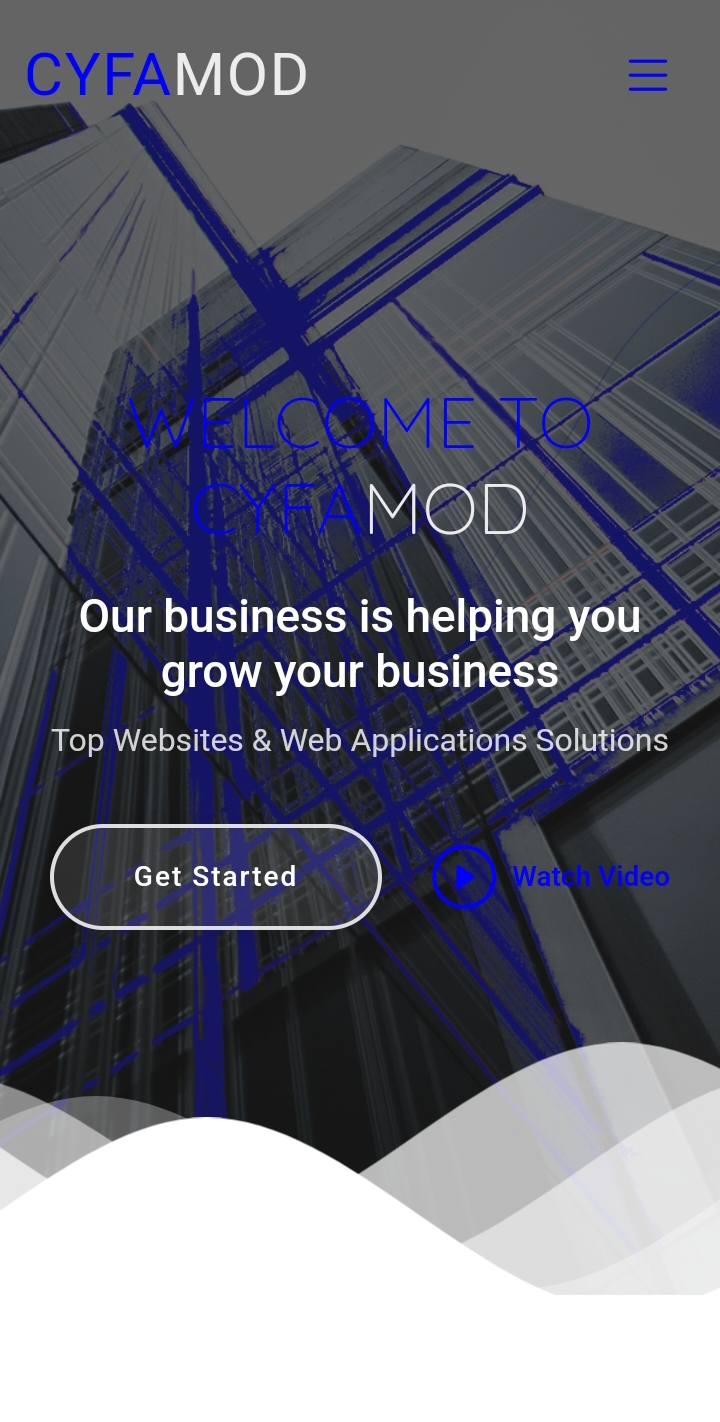 CYFAMOD
WELCOME TO
CYFAMOD
Our business is helping you
grow your business
Top Websites & Web Applications Solutions
Get Started
Watch Video